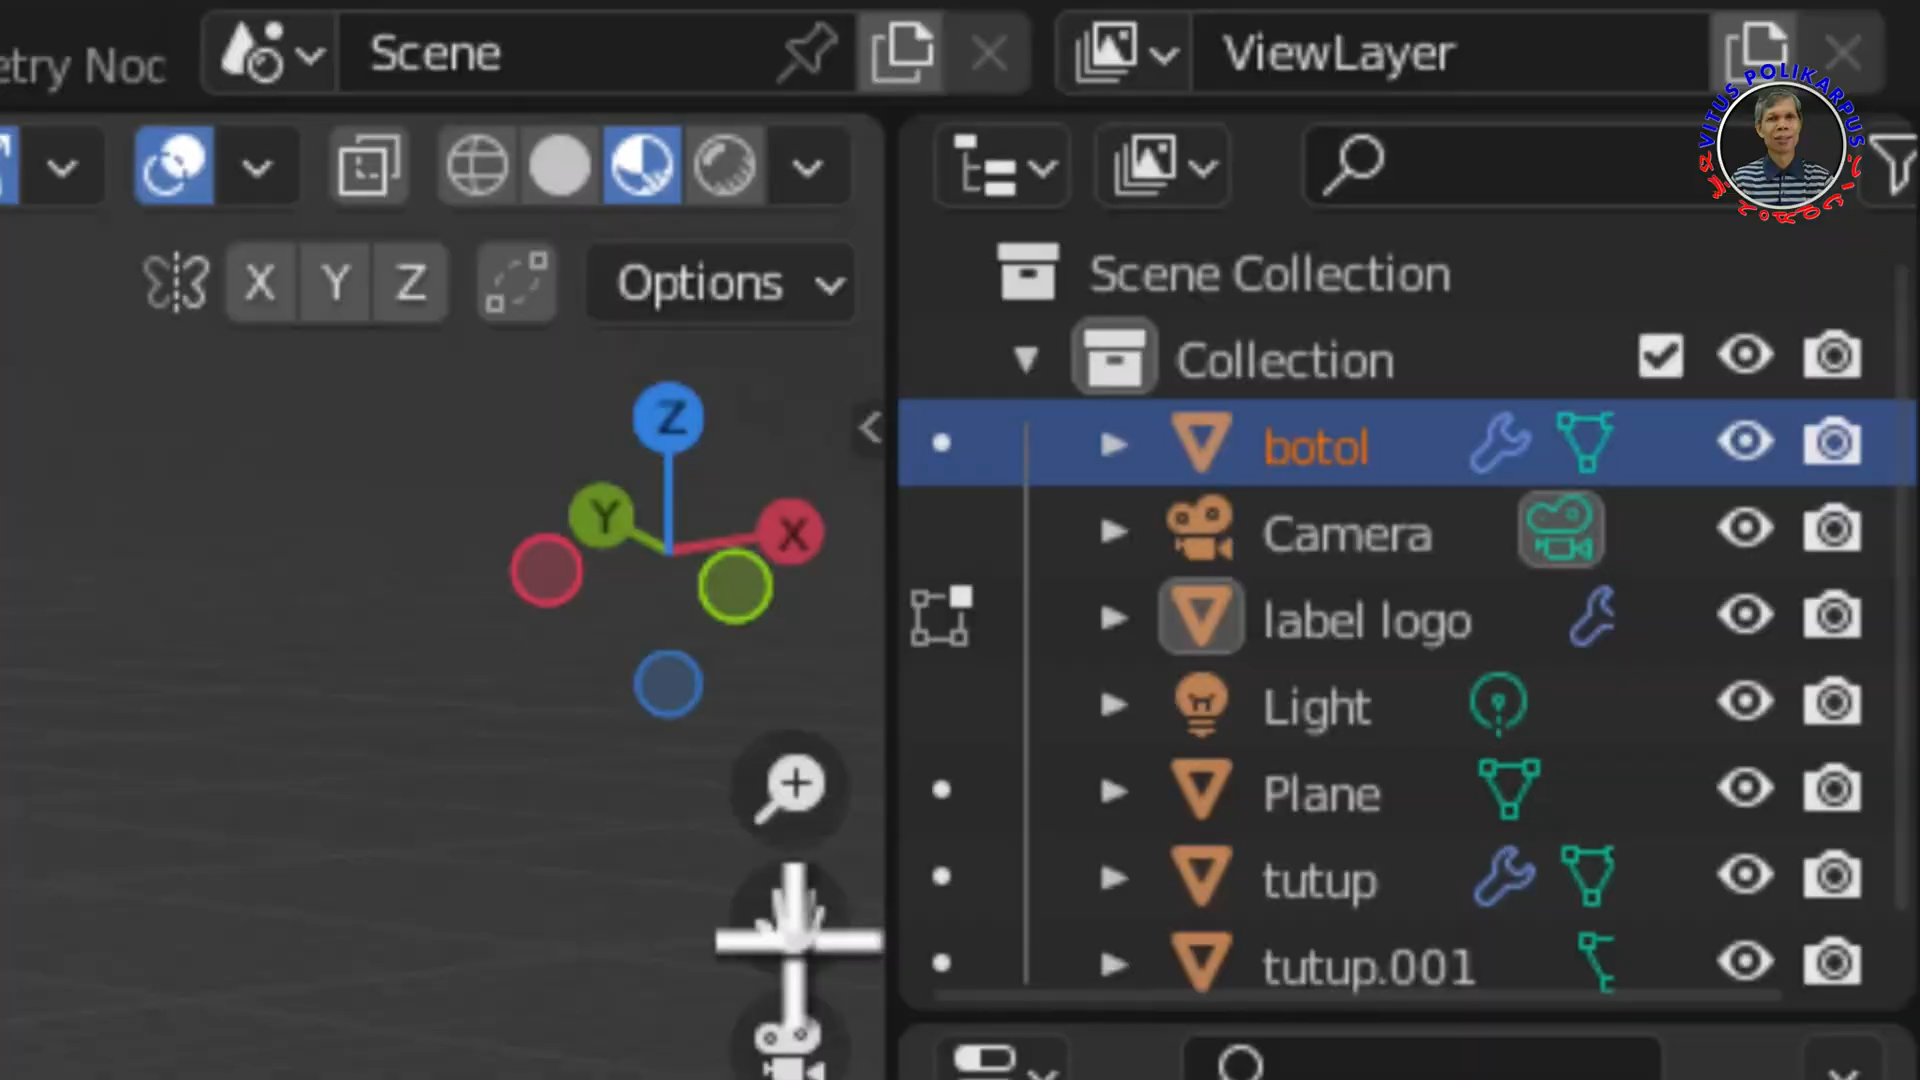 etry Noc
Scene
ViewLayer
VITUS POLIKARPUS
X Y Z
Options
Scene Collection
Collection
botol
Camera
label logo
Light
Plane
tutup
tutup.001
Z
Y
X